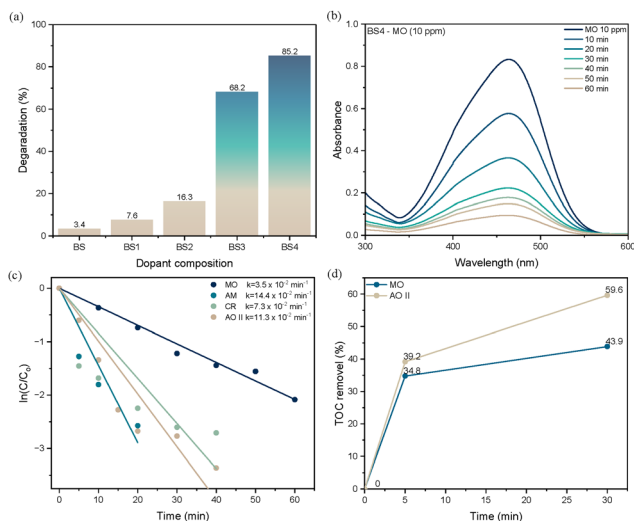 (a)
Degradation (%)
100
80
60
40
20
0
3.4
7.6
16.3
68.2
85.2
BS
BS1
BS2
BS3
BS4
Dopant composition
(b)
BS4 - MO (10 ppm)
MO 10 ppm
10 min
20 min
30 min
40 min
50 min
60 min
Absorbance
1.0
0.8
0.6
0.4
0.2
0.0
300
400
500
600
Wavelength (nm)
(c)
MO k=3.5 x 10⁻² min⁻¹
AM k=14.4 x 10⁻² min⁻¹
CR k=7.3 x 10⁻² min⁻¹
AO II k=11.3 x 10⁻² min⁻¹
ln(C/C₀)
0
−1
−2
−3
0
10
20
30
40
50
60
Time (min)
(d)
MO
AO II
TOC removel (%)
60
50
40
30
20
10
0
0
39.2
34.8
59.6
43.9
0
5
10
15
20
25
30
Time (min)